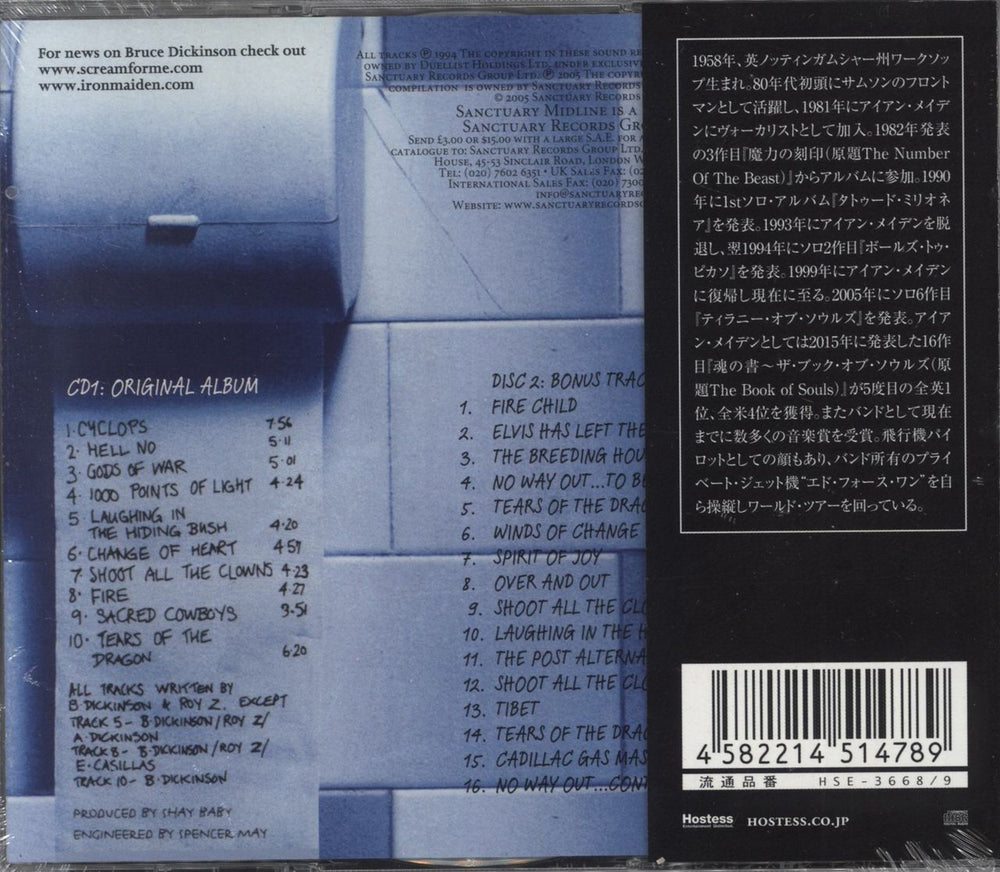 For news on Bruce Dickinson check out
www.screamforme.com
www.ironmaiden.com
All tracks ℗ 1994 The copyright in these sound re
owned by Duellist Holdings Ltd. under exclusiv
Sanctuary Records Group Ltd. ℗ 2005 The copyr
compilation is owned by Sanctuary Records
© 2005 Sanctuary Records
Sanctuary Midline is a
Sanctuary Records Gr
Send £3.00 or $15.00 with a large S.A.E. for a
catalogue to: Sanctuary Records Group Ltd,
House, 45-53 Sinclair Road, London W
Tel: (020) 7602 6351 · UK Sales Fax: (02
International Sales Fax: (020) 7300
info@sanctuaryrec
Website: www.sanctuaryrecords
CD1: ORIGINAL ALBUM
1. CYCLOPS 7·56
2· HELL NO 5·11
3· GODS OF WAR 5·01
4· 1000 POINTS OF LIGHT 4·24
5· LAUGHING IN
THE HIDING BUSH 4·20
6· CHANGE OF HEART 4·57
7· SHOOT ALL THE CLOWNS 4·23
8· FIRE 4·27
9· SACRED COWBOYS 3·51
10· TEARS OF THE
DRAGON 6·20
ALL TRACKS WRITTEN BY
B·DICKINSON & ROY Z. EXCEPT
TRACK 5- B·DICKINSON/ROY Z/
A·DICKINSON
TRACK 8- B·DICKINSON/ROY Z/
E·CASILLAS
TRACK 10- B·DICKINSON
PRODUCED BY SHAY BABY
ENGINEERED BY SPENCER MAY
DISC 2: BONUS TRAC
1. FIRE CHILD
2. ELVIS HAS LEFT THE
3. THE BREEDING HOU
4. NO WAY OUT...TO BE
5. TEARS OF THE DRAG
6. WINDS OF CHANGE
7. SPIRIT OF JOY
8. OVER AND OUT
9. SHOOT ALL THE CLO
10. LAUGHING IN THE H
11. THE POST ALTERNA
12. SHOOT ALL THE CLO
13. TIBET
14. TEARS OF THE DRAG
15. CADILLAC GAS MAS
16. NO WAY OUT...CONT
1958年、英ノッティンガムシャー州ワークソッ
プ生まれ。80年代初頭にサムソンのフロント
マンとして活躍し、1981年にアイアン・メイデ
ンにヴォーカリストとして加入。1982年発表
の3作目『魔力の刻印(原題The Number
Of The Beast)』からアルバムに参加。1990
年に1stソロ・アルバム『タトゥード・ミリオネ
ア』を発表。1993年にアイアン・メイデンを脱
退し、翌1994年にソロ2作目『ボールズ・トゥ・
ピカソ』を発表。1999年にアイアン・メイデン
に復帰し現在に至る。2005年にソロ6作目
『ティラニー・オブ・ソウルズ』を発表。アイア
ン・メイデンとしては2015年に発表した16作
目『魂の書～ザ・ブック・オブ・ソウルズ(原
題The Book of Souls)』が5度目の全英1
位、全米4位を獲得。またバンドとして現在
までに数多くの音楽賞を受賞。飛行機パイ
ロットとしての顔もあり、バンド所有のプライ
ベート・ジェット機“エド・フォース・ワン”を自
ら操縦しワールド・ツアーを回っている。
4 582214 514789
流通品番 HSE-3668/9
Hostess
Entertainment Unlimited
HOSTESS.CO.JP